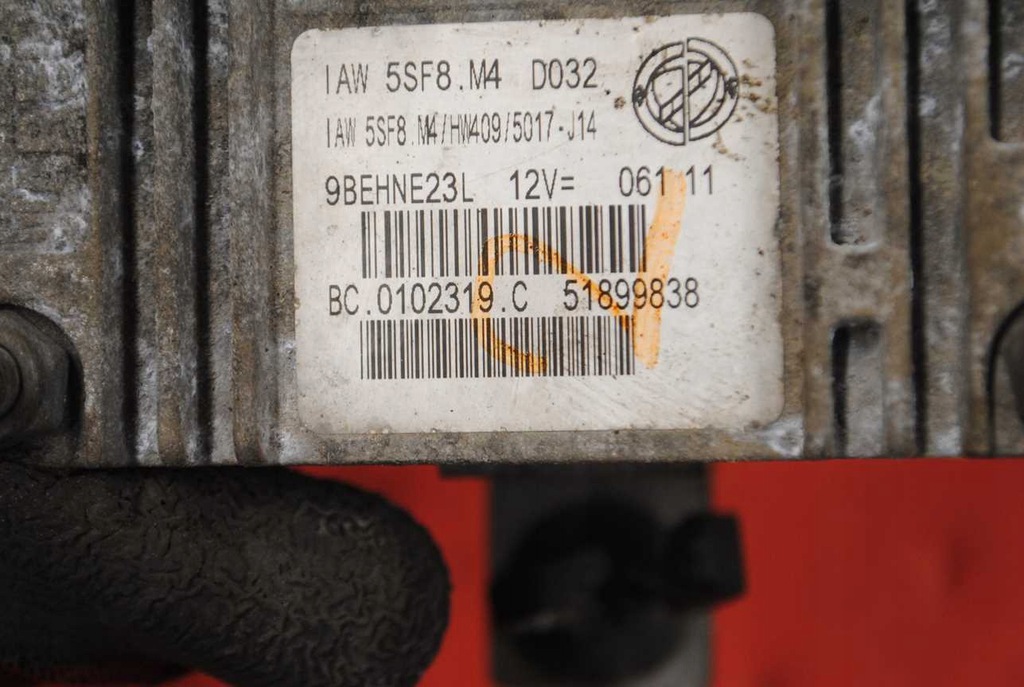 IAW 5SF8.M4 D032
IAW 5SF8.M4/HW409/5017-J14
9BEHNE23L 12V= 061 11
BC.0102319.C 51899838